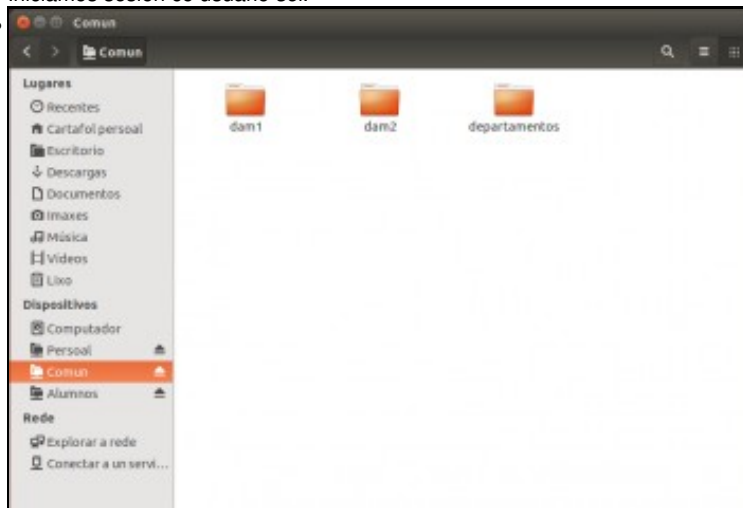 Comun
Comun
Lugares
Recentes
Cartafol persoal
Escritorio
Descargas
Documentos
Imaxes
Música
Vídeos
Lixo
Dispositivos
Computador
Persoal
Comun
Alumnos
Rede
Explorar a rede
Conectar a un servi...
dam1
dam2
departamentos